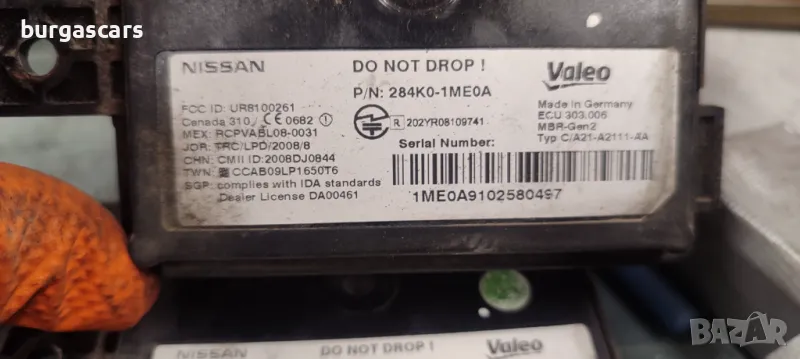 burgascars
NISSAN
DO NOT DROP !
Valeo
P/N: 284K0-1ME0A
FCC ID: UR8100261
Canada 310 / CE 0682
MEX: RCPVABL08-0031
JOR: TRC/LPD/2008/8
CHN: CMII ID:2008DJ0844
TWN: CCAB09LP1650T6
SGP: complies with IDA standards
Dealer License DA00461
R 202YR08109741
Made in Germany
ECU 303.006
MBR-Gen2
Typ C/A21-A2111-AA
Serial Number:
1ME0A9102580497
NISSAN
DO NOT DROP !
Valeo
BAZAR
bg